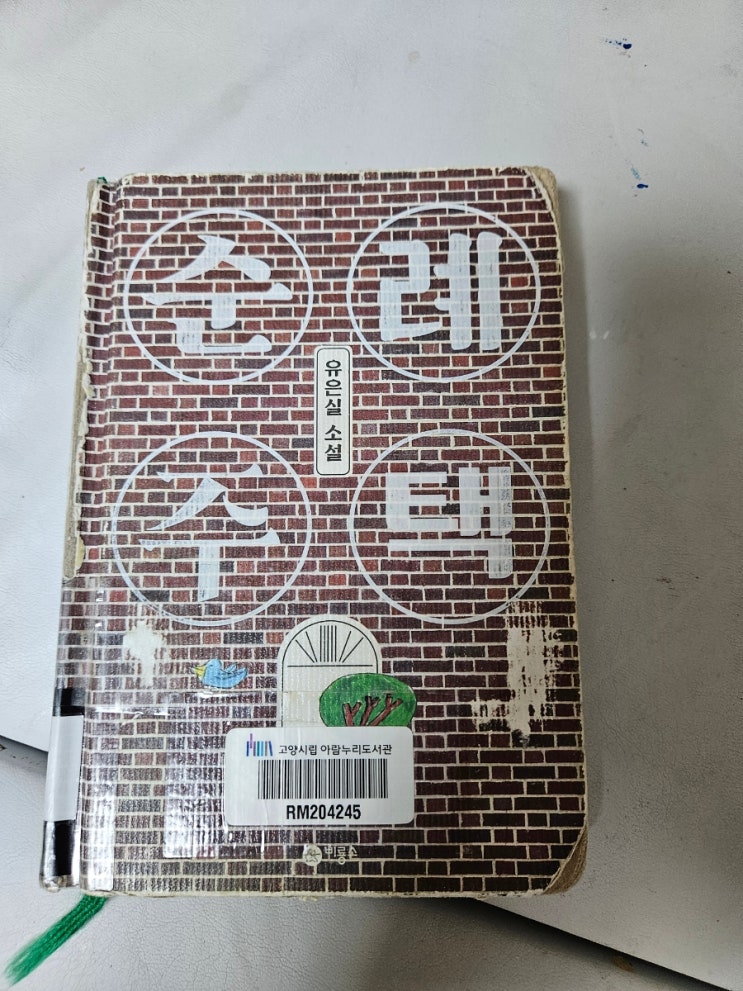 순례
유은실 소설
주택
고양시립 아람누리도서관
RM204245
비룡소